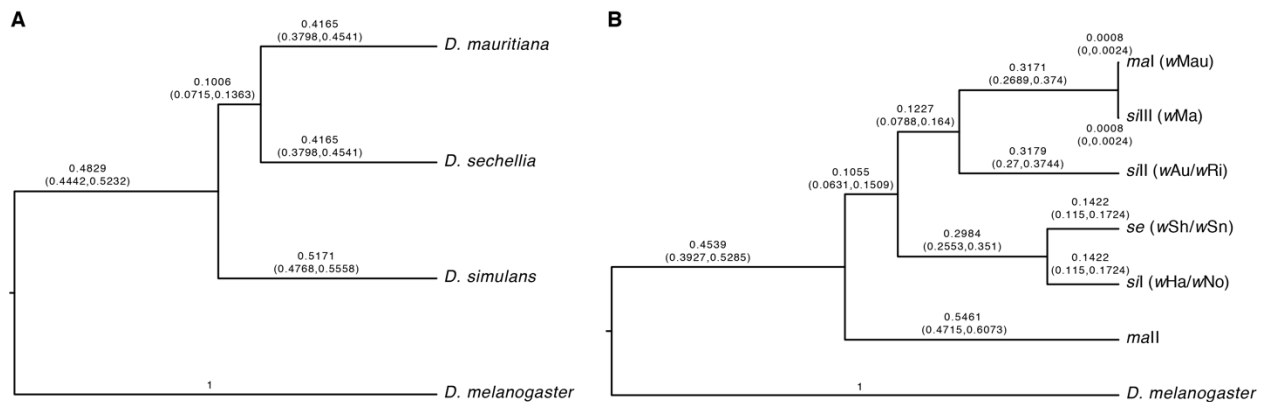 A
0.4165
(0.3798,0.4541)
D. mauritiana
0.1006
(0.0715,0.1363)
0.4165
(0.3798,0.4541)
D. sechellia
0.4829
(0.4442,0.5232)
0.5171
(0.4768,0.5558)
D. simulans
1
D. melanogaster
B
0.0008
(0,0.0024)
maI (wMau)
0.3171
(0.2689,0.374)
siIII (wMa)
0.0008
(0,0.0024)
0.1227
(0.0788,0.164)
0.3179
(0.27,0.3744)
siII (wAu/wRi)
0.1055
(0.0631,0.1509)
0.1422
(0.115,0.1724)
se (wSh/wSn)
0.2984
(0.2553,0.351)
0.1422
(0.115,0.1724)
siI (wHa/wNo)
0.4539
(0.3927,0.5285)
0.5461
(0.4715,0.6073)
maII
1
D. melanogaster